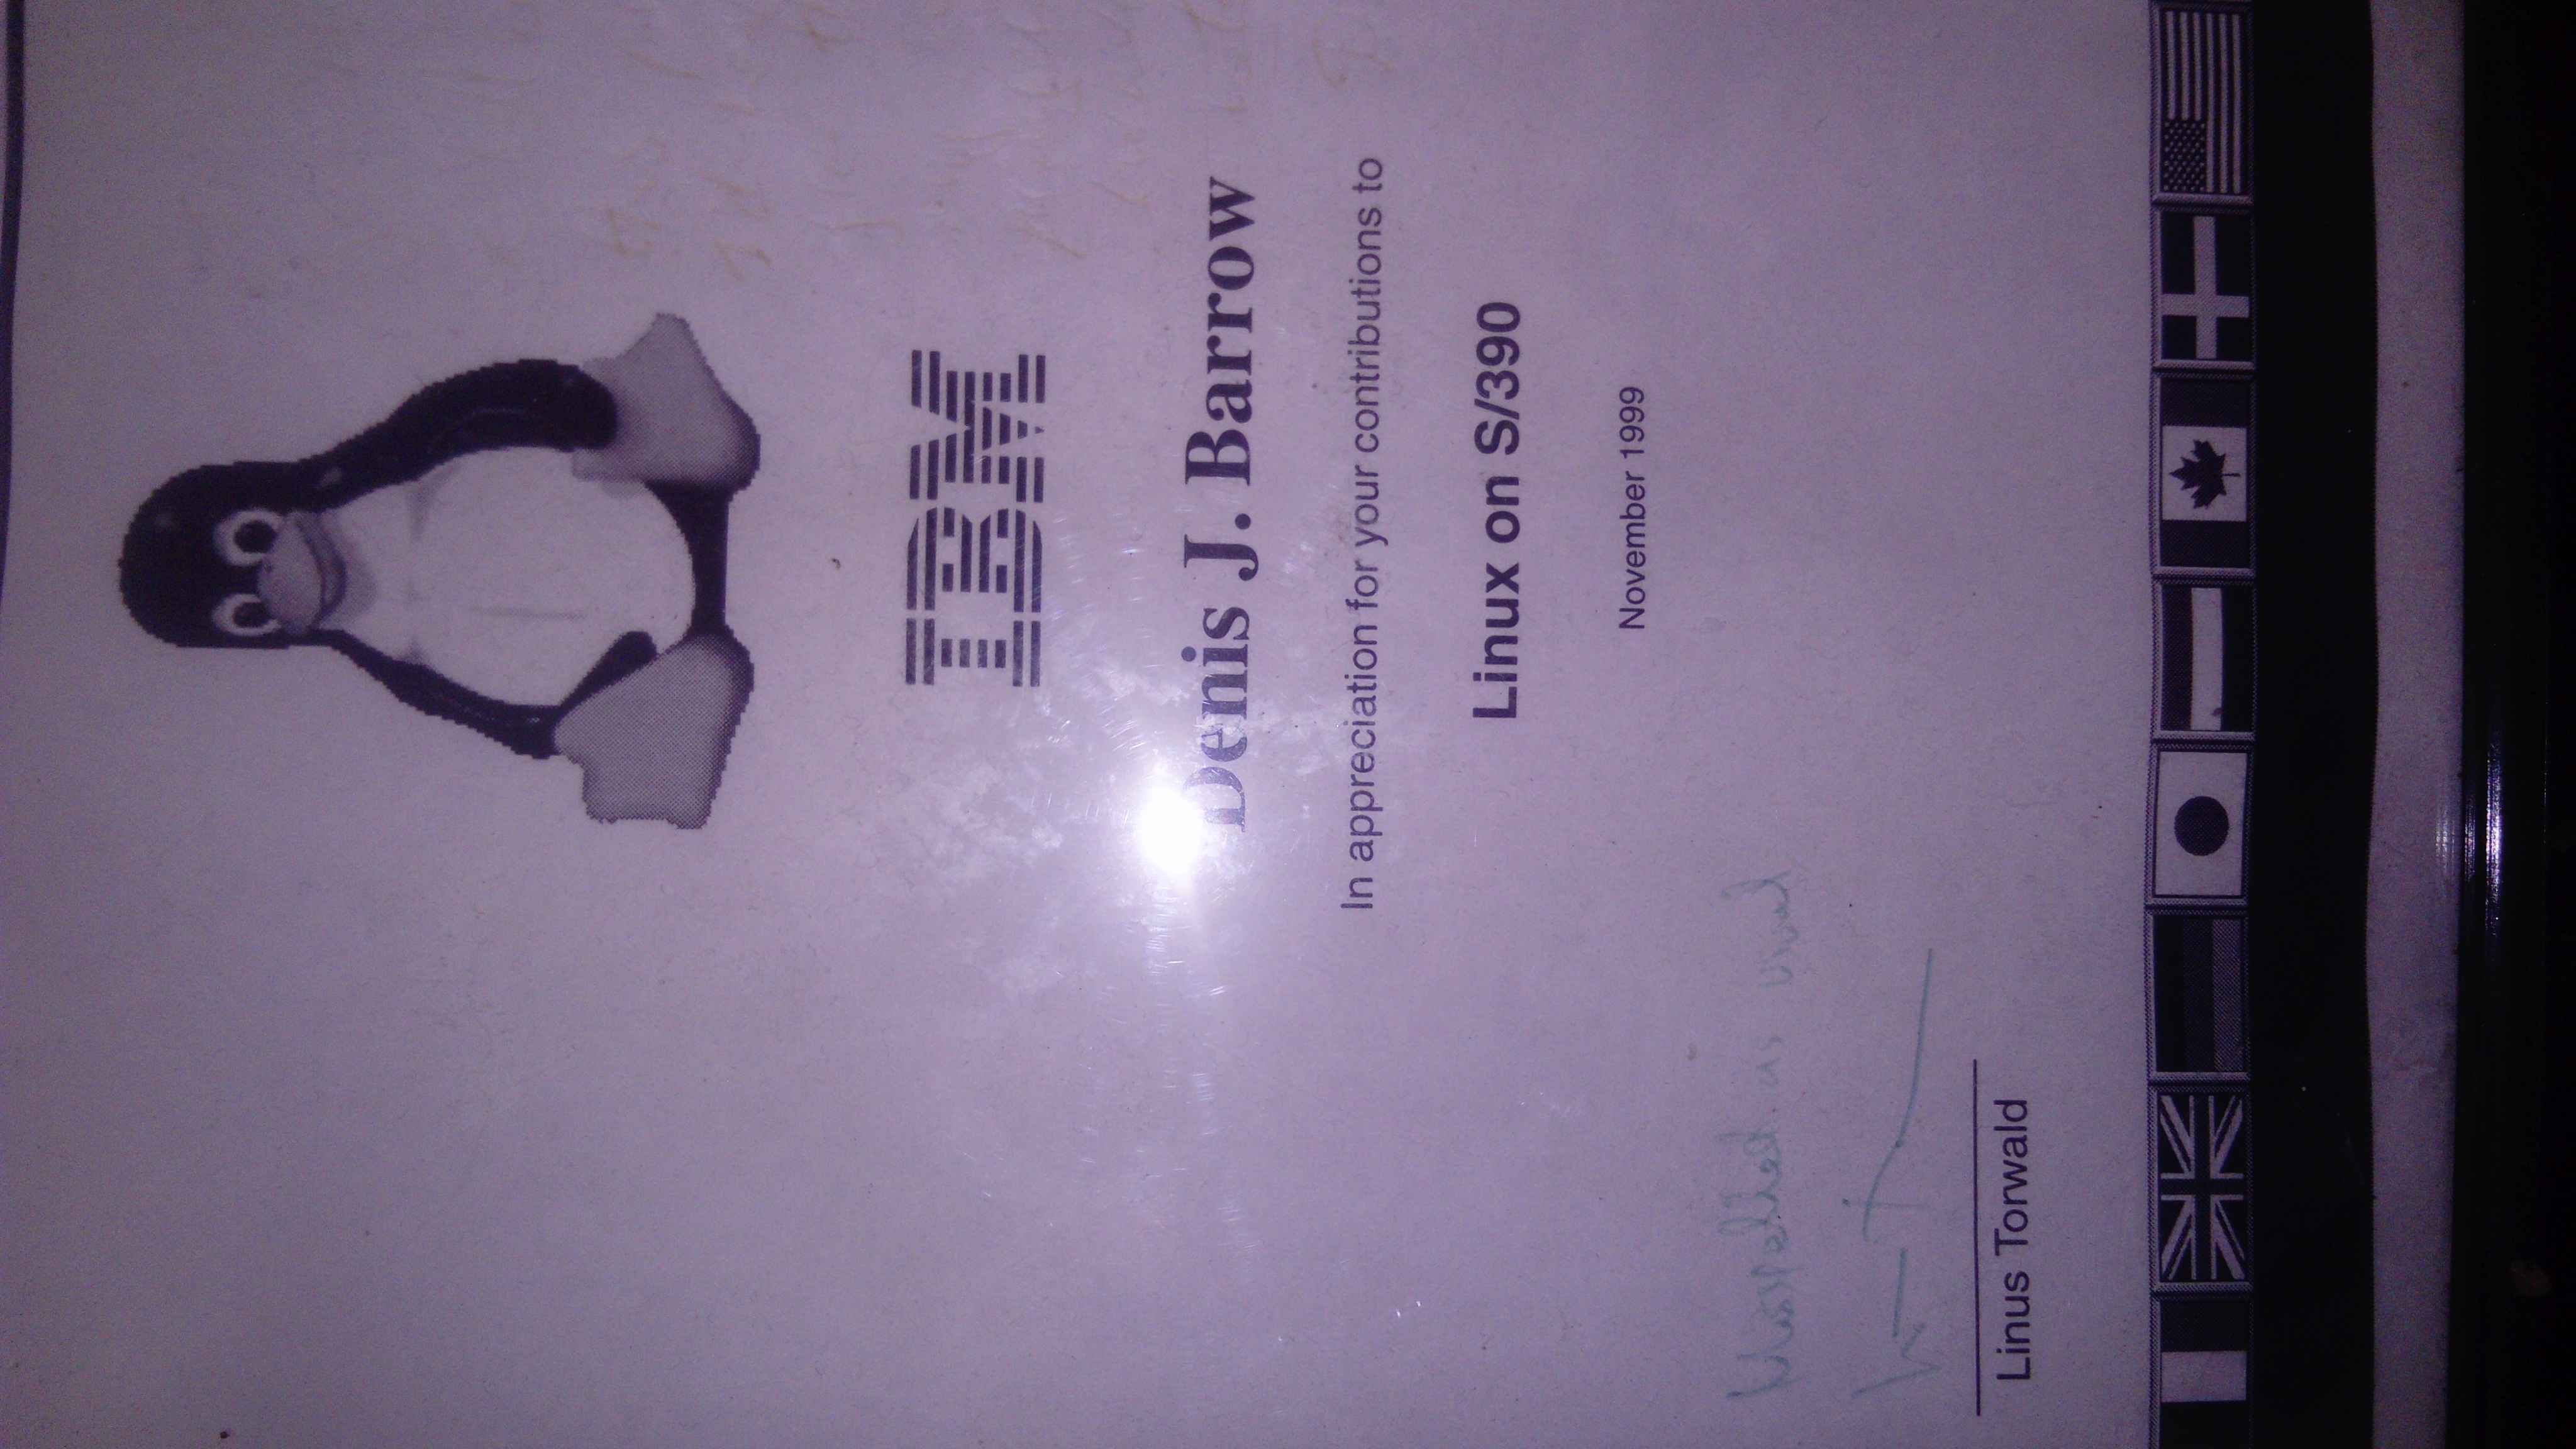 IBM
Denis J. Barrow
In appreciation for your contributions to
Linux on S/390
November 1999
Misspelled as usual
Linus Torwald